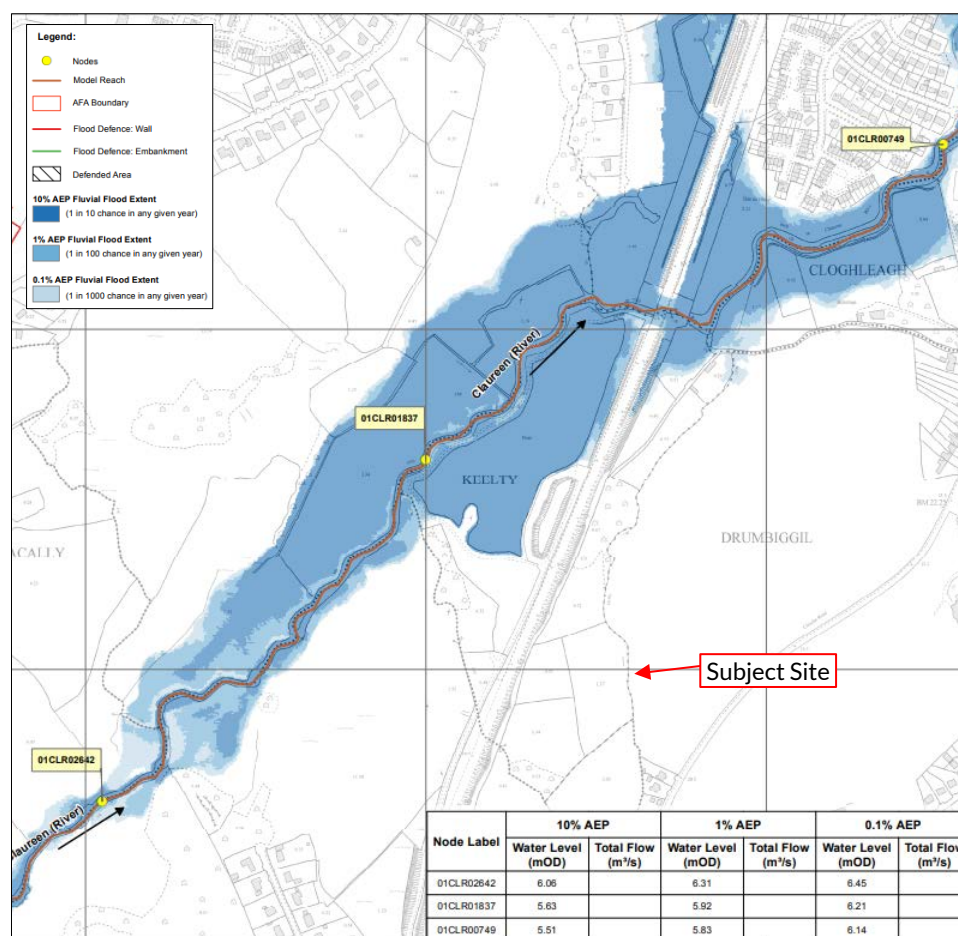 Legend:
Nodes
Model Reach
AFA Boundary
Flood Defence: Wall
Flood Defence: Embankment
Defended Area
10% AEP Fluvial Flood Extent
(1 in 10 chance in any given year)
1% AEP Fluvial Flood Extent
(1 in 100 chance in any given year)
0.1% AEP Fluvial Flood Extent
(1 in 1000 chance in any given year)
01CLR00749
CLOGHLEAGH
Claureen (River)
01CLR01837
KEELTY
BM 22.25
ACALLY
DRUMBIGGIL
Subject Site
01CLR02642
laureen (River)
Node Label 10% AEP 1% AEP 0.1% AEP
Water Level (mOD) Total Flow (m³/s) Water Level (mOD) Total Flow (m³/s) Water Level (mOD) Total Flow (m³/s)
01CLR02642 6.06 6.31 6.45
01CLR01837 5.63 5.92 6.21
01CLR00749 5.51 5.83 6.14